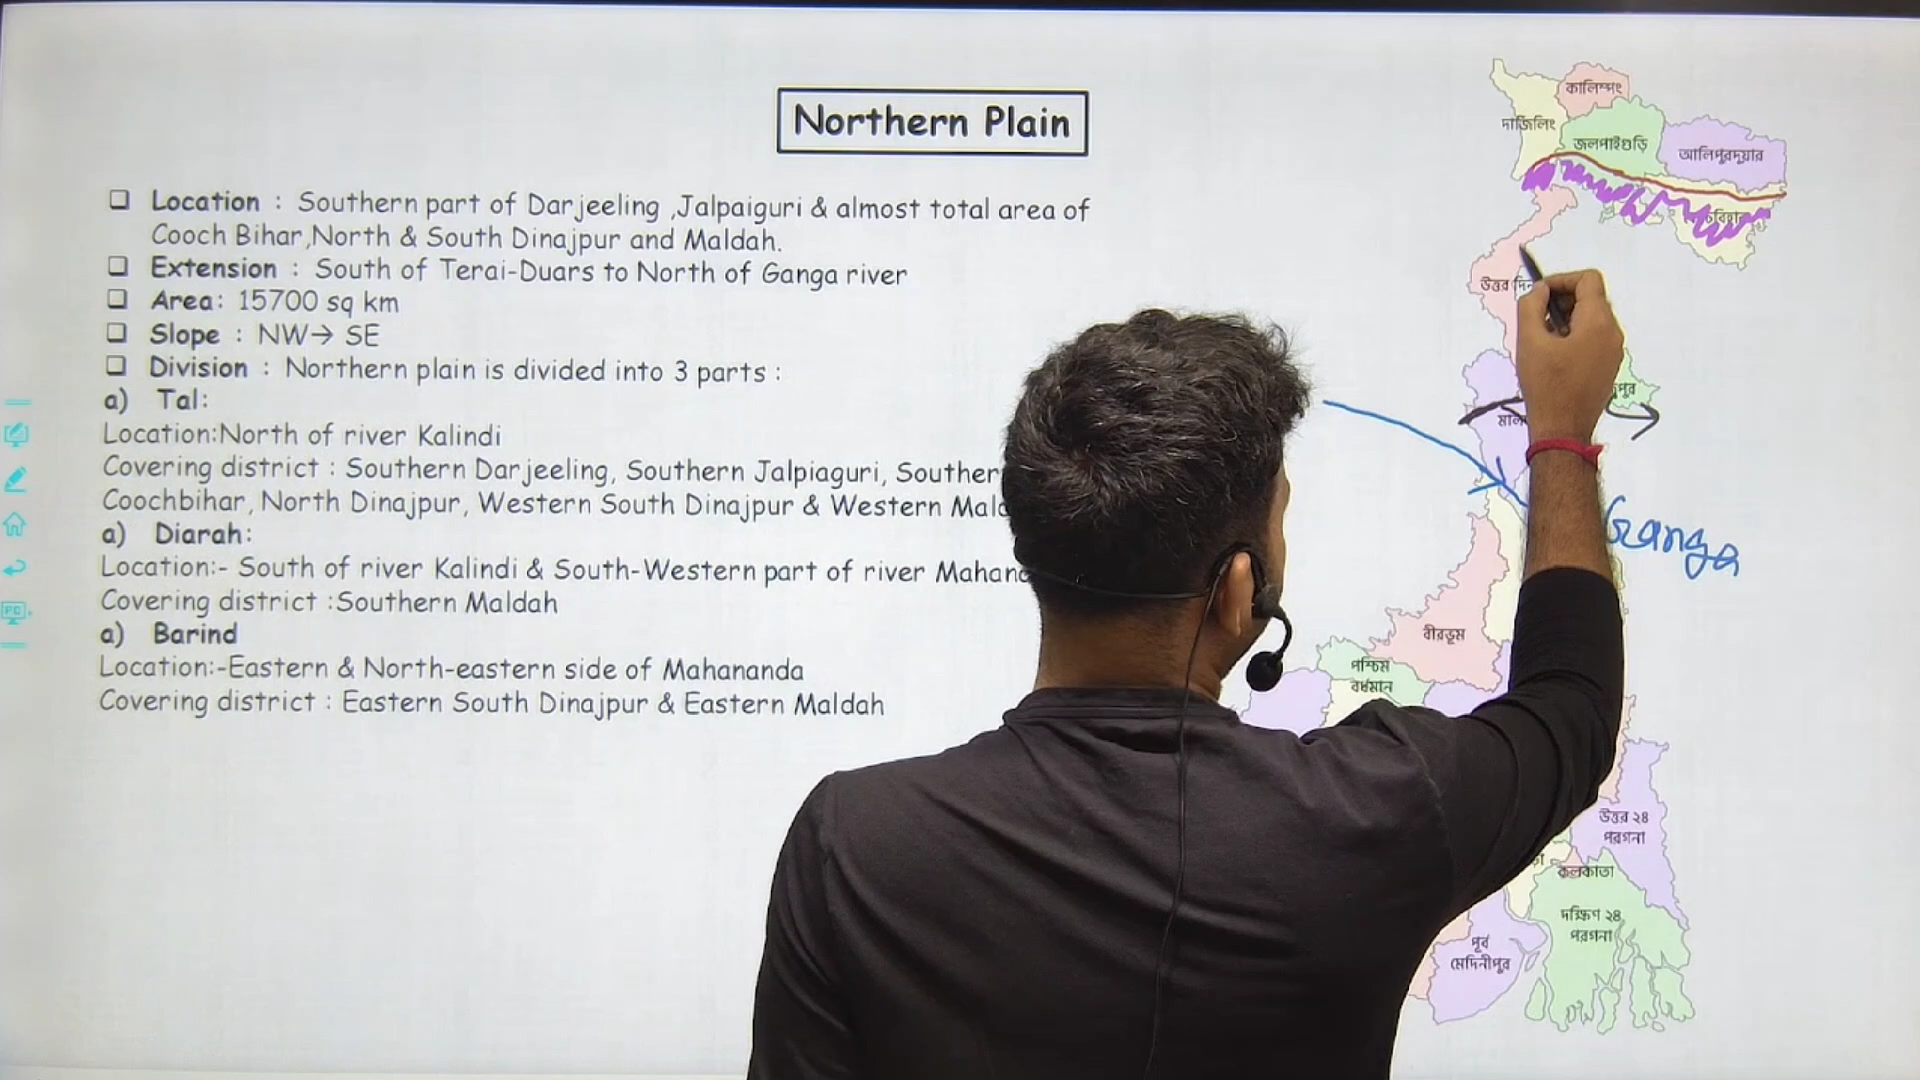 Northern Plain
Location : Southern part of Darjeeling ,Jalpaiguri & almost total area of
Cooch Bihar,North & South Dinajpur and Maldah.
Extension : South of Terai-Duars to North of Ganga river
Area: 15700 sq km
Slope : NW→ SE
Division : Northern plain is divided into 3 parts :
a) Tal:
Location:North of river Kalindi
Covering district : Southern Darjeeling, Southern Jalpiaguri,
Coochbihar, North Dinajpur, Western South Dinajpur & Western
a) Diarah:
Location:- South of river Kalindi & South-Western part of river
Covering district :Southern Maldah
a) Barind
Location:-Eastern & North-eastern side of Mahananda
Covering district : Eastern South Dinajpur & Eastern Maldah
কালিম্পং
দার্জিলিং
জলপাইগুড়ি
আলিপুরদুয়ার
উত্তর
Ganga
বীরভূম
পশ্চিম
বর্ধমান
উত্তর ২৪
পরগনা
কলকাতা
দক্ষিণ ২৪
পরগনা
পূর্ব
মেদিনীপুর
PC